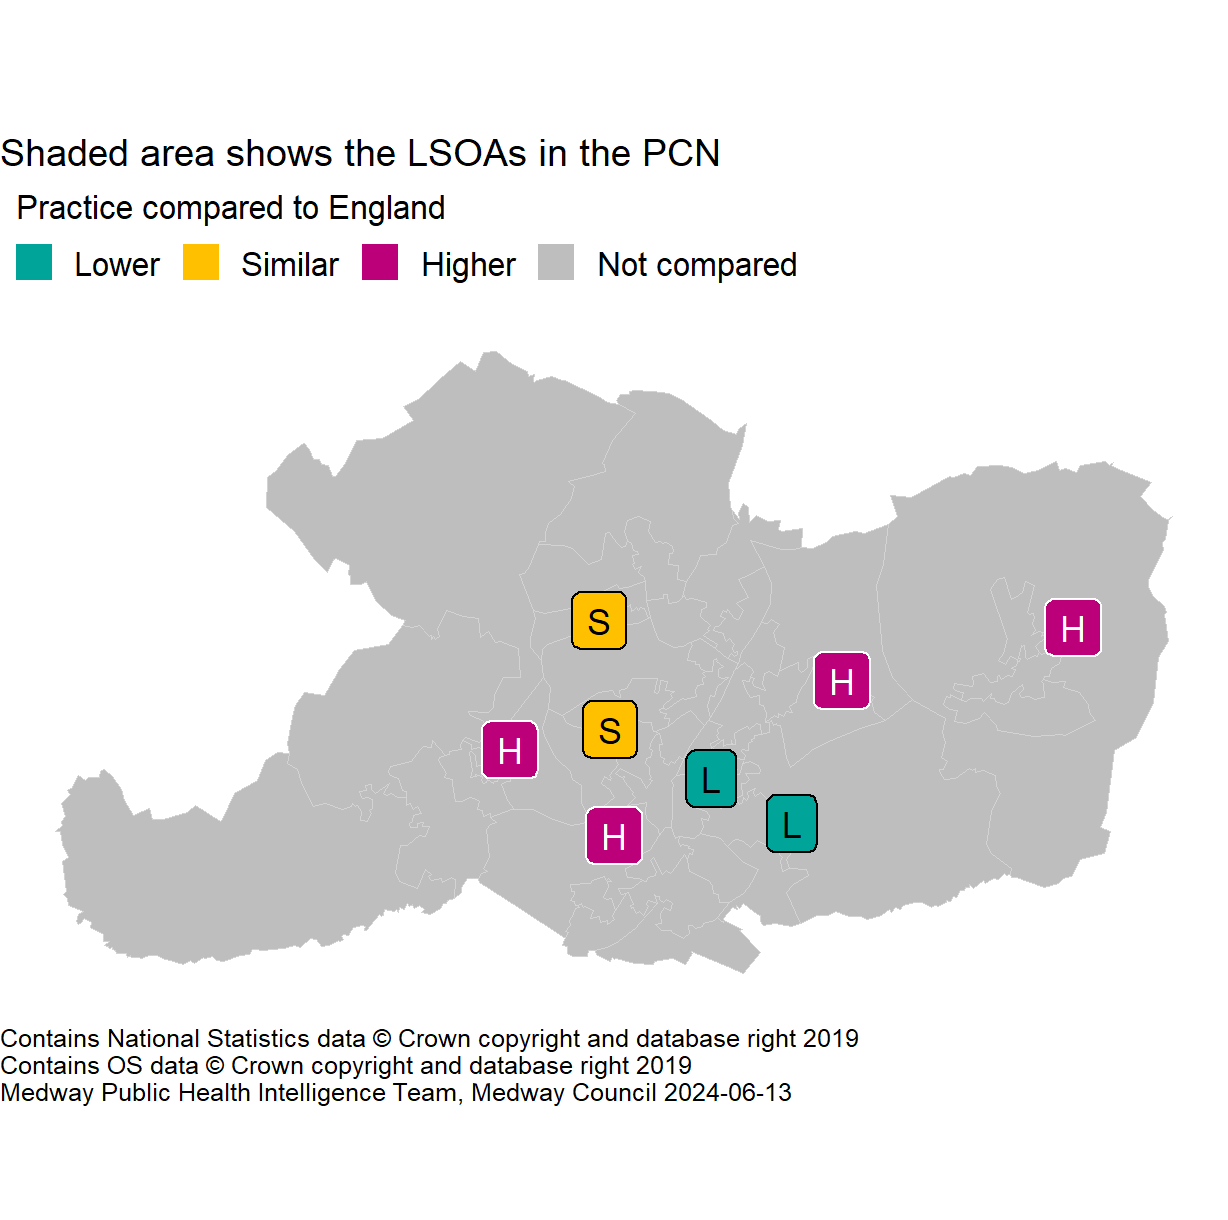 Shaded area shows the LSOAs in the PCN
Practice compared to England
Lower Similar Higher Not compared
S
H
H
S
H
L
L
H
Contains National Statistics data © Crown copyright and database right 2019
Contains OS data © Crown copyright and database right 2019
Medway Public Health Intelligence Team, Medway Council 2024-06-13